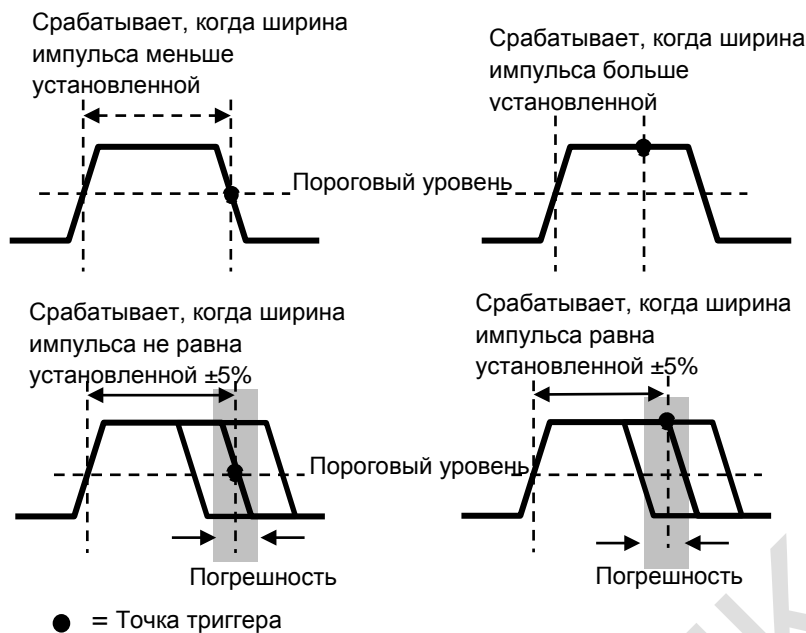 Срабатывает, когда ширина
импульса меньше
установленной
Срабатывает, когда ширина
импульса больше
установленной
Пороговый уровень
Срабатывает, когда ширина
импульса не равна
установленной ±5%
Срабатывает, когда ширина
импульса равна
установленной ±5%
Пороговый уровень
Погрешность
Погрешность
= Точка триггера